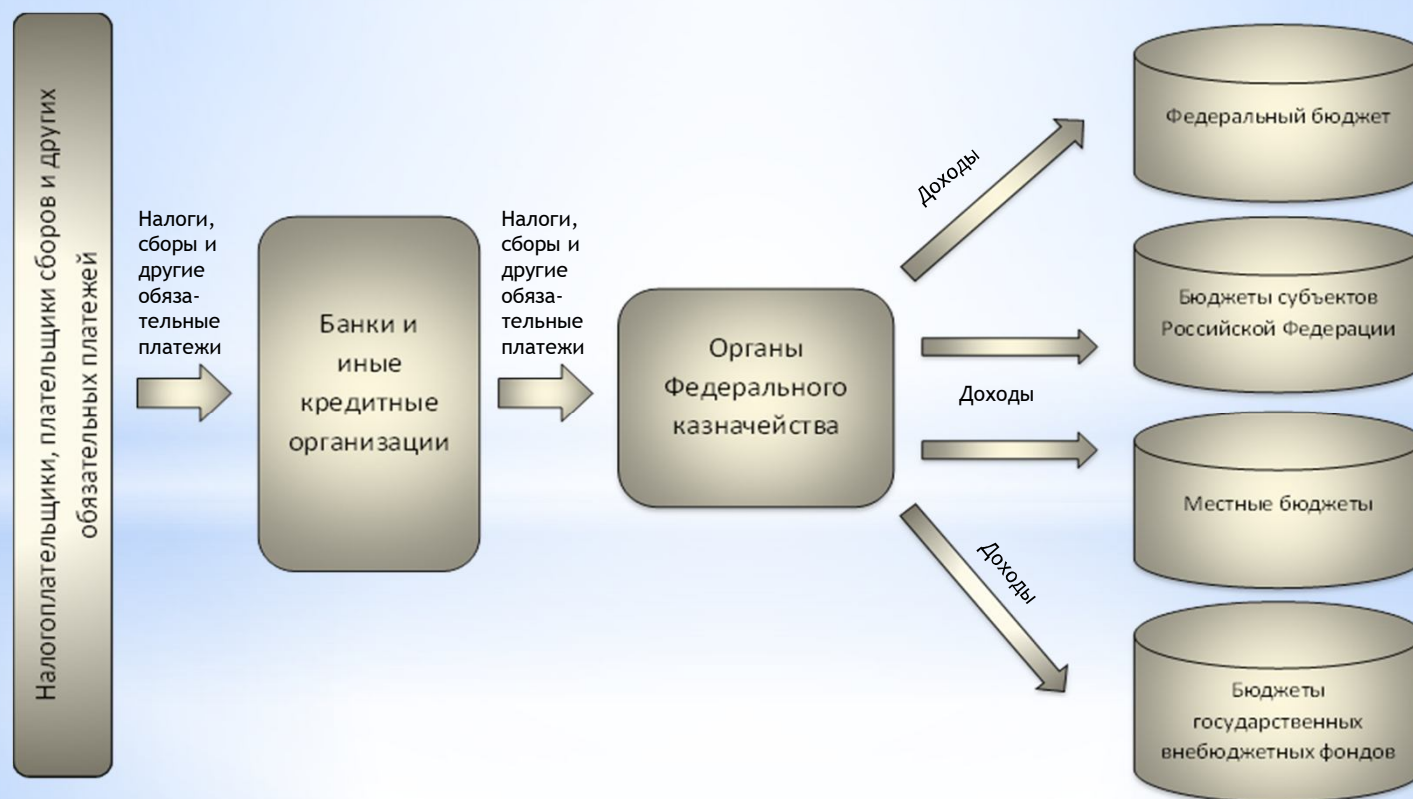 Налогоплательщики, плательщики сборов и других
обязательных платежей
Налоги,
сборы и
другие
обяза-
тельные
платежи
Банки и
иные
кредитные
организации
Налоги,
сборы и
другие
обяза-
тельные
платежи
Органы
Федерального
казначейства
Доходы
Доходы
Доходы
Федеральный бюджет
Бюджеты субъектов
Российской Федерации
Местные бюджеты
Бюджеты
государственных
внебюджетных фондов